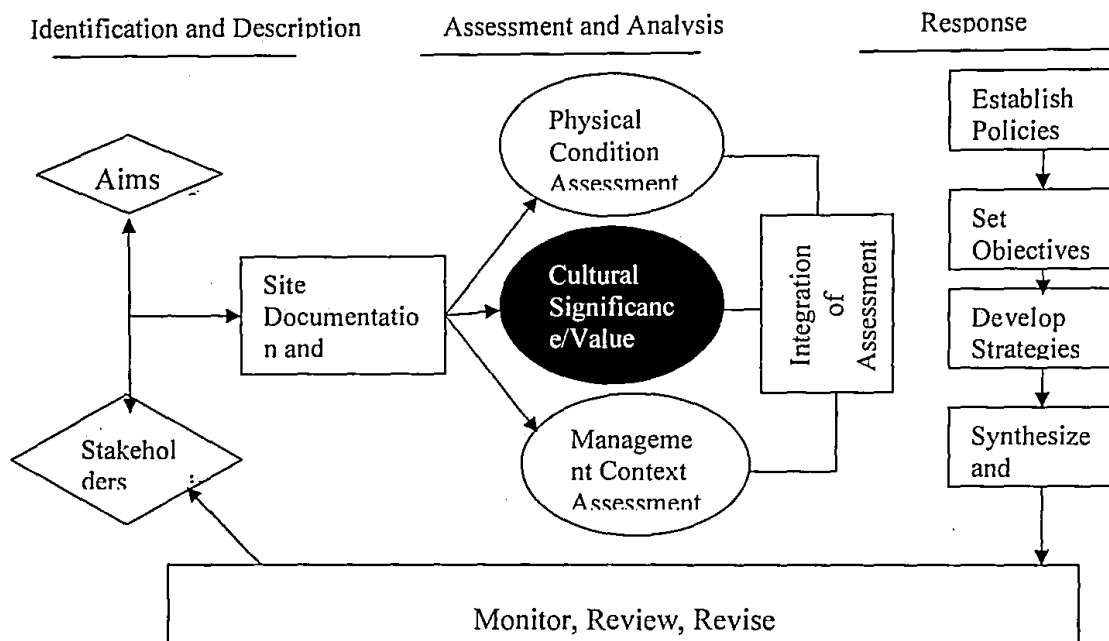 Identification and Description
Assessment and Analysis
Response
Aims
Stakehol
ders
Site
Documentatio
n and
Physical
Condition
Assessment
Cultural
Significanc
e/Value
Manageme
nt Context
Assessment
Integration
of
Assessment
Establish
Policies
Set
Objectives
Develop
Strategies
Synthesize
and
Monitor, Review, Revise